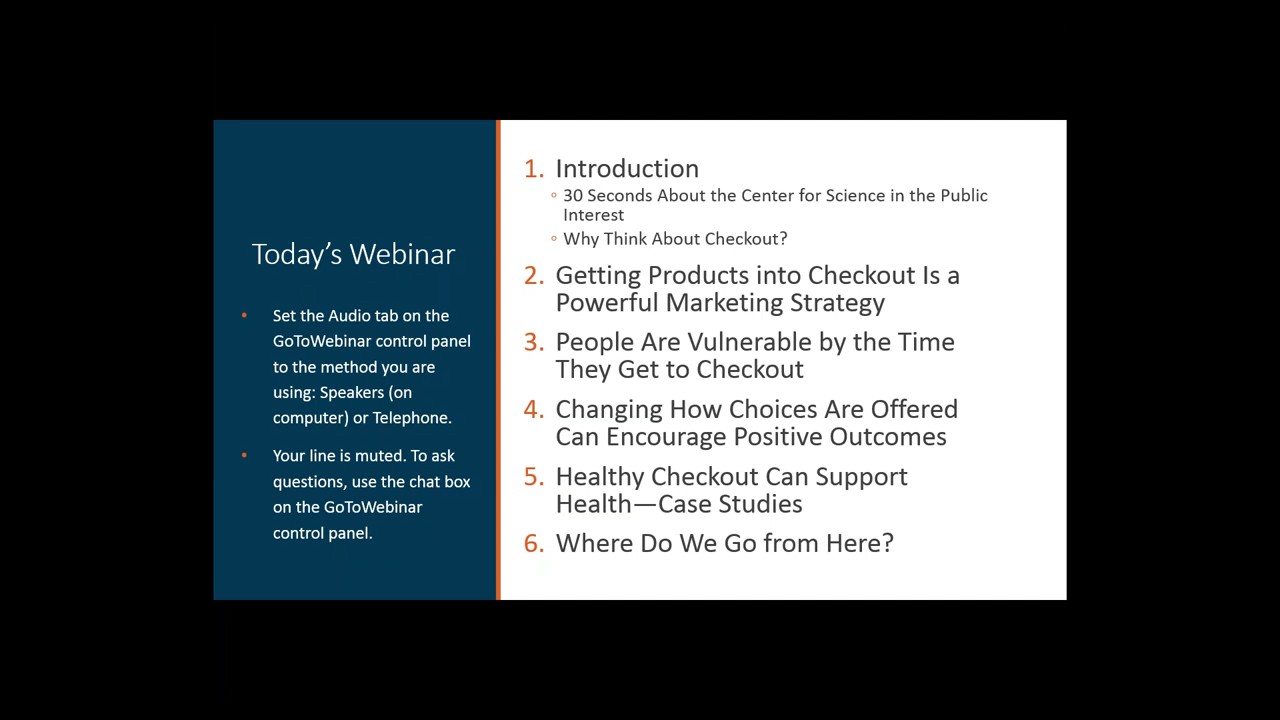 Today's Webinar
• Set the Audio tab on the
GoToWebinar control panel
to the method you are
using: Speakers (on
computer) or Telephone.
• Your line is muted. To ask
questions, use the chat box
on the GoToWebinar
control panel.
1. Introduction
◦ 30 Seconds About the Center for Science in the Public
Interest
◦ Why Think About Checkout?
2. Getting Products into Checkout Is a
Powerful Marketing Strategy
3. People Are Vulnerable by the Time
They Get to Checkout
4. Changing How Choices Are Offered
Can Encourage Positive Outcomes
5. Healthy Checkout Can Support
Health—Case Studies
6. Where Do We Go from Here?